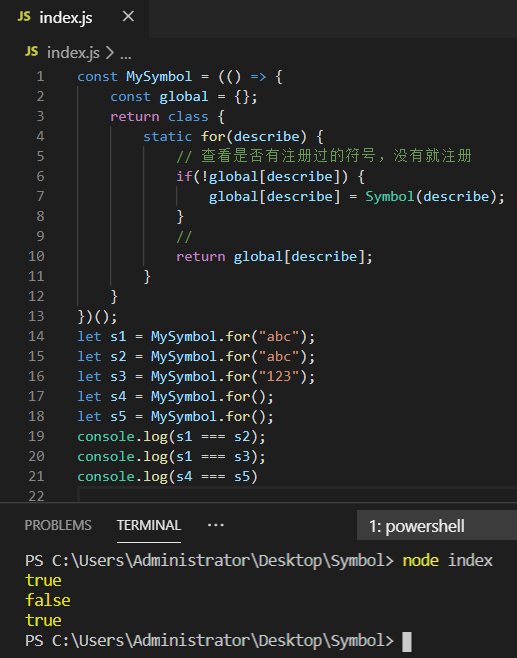 JS index.js ×
JS index.js > ...
1 const MySymbol = (() => {
2     const global = {};
3     return class {
4         static for(describe) {
5             // 查看是否有注册过的符号，没有就注册
6             if(!global[describe]) {
7                 global[describe] = Symbol(describe);
8             }
9             //
10             return global[describe];
11         }
12     }
13 })();
14 let s1 = MySymbol.for("abc");
15 let s2 = MySymbol.for("abc");
16 let s3 = MySymbol.for("123");
17 let s4 = MySymbol.for();
18 let s5 = MySymbol.for();
19 console.log(s1 === s2);
20 console.log(s1 === s3);
21 console.log(s4 === s5)
22
PROBLEMS TERMINAL ··· 1: powershell
PS C:\Users\Administrator\Desktop\Symbol> node index
true
false
true
PS C:\Users\Administrator\Desktop\Symbol>